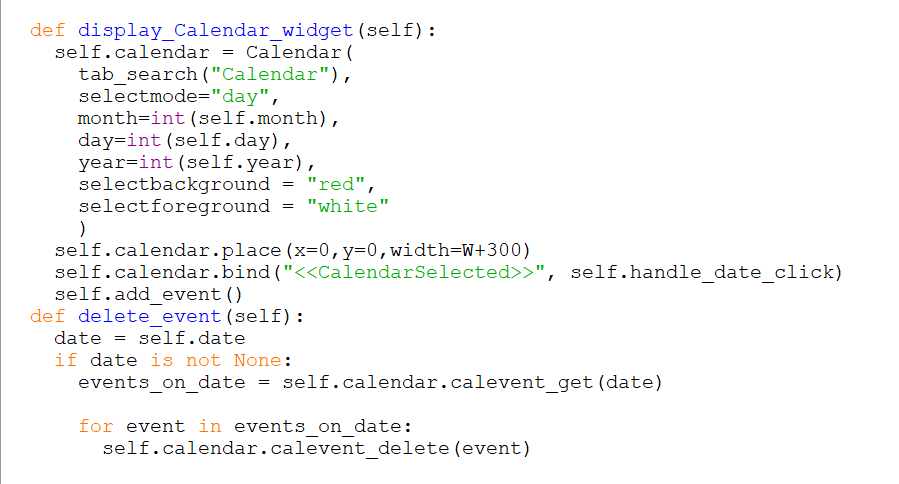 def display_Calendar_widget(self):
  self.calendar = Calendar(
    tab_search("Calendar"),
    selectmode="day",
    month=int(self.month),
    day=int(self.day),
    year=int(self.year),
    selectbackground = "red",
    selectforeground = "white"
    )
  self.calendar.place(x=0,y=0,width=W+300)
  self.calendar.bind("<<CalendarSelected>>", self.handle_date_click)
  self.add_event()
def delete_event(self):
  date = self.date
  if date is not None:
    events_on_date = self.calendar.calevent_get(date)

    for event in events_on_date:
      self.calendar.calevent_delete(event)